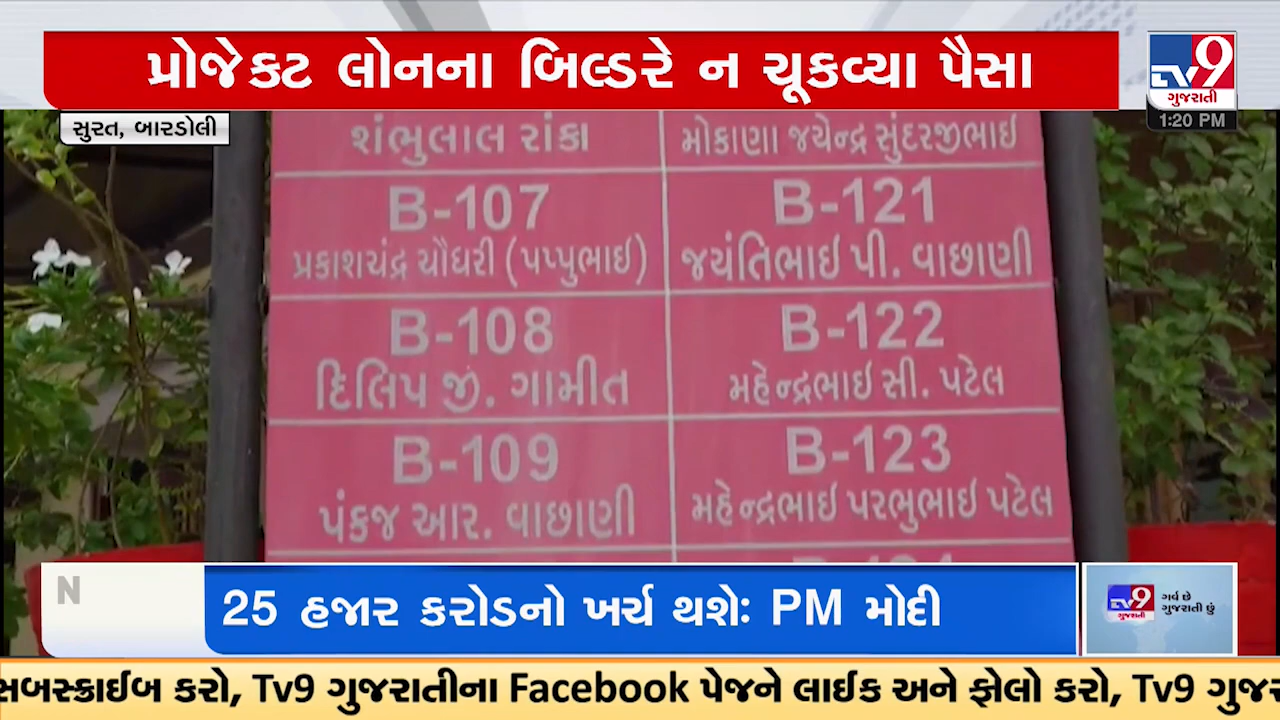 પ્રોજેકટ લોનના બિલ્ડરે ન ચૂકવ્યા પૈસા
TV9
ગુજરાતી
1:20 PM
સુરત, બારડોલી
શંભુલાલ રાંકા
મોકાણા જયેન્દ્ર સુંદરજીભાઈ
B-107
પ્રકાશચંદ્ર ચૌધરી (પપ્પુભાઈ)
B-121
જયંતિભાઈ પી. વાછાણી
B-108
દિલિપ જી. ગામીત
B-122
મહેન્દ્રભાઇ સી. પટેલ
B-109
પંકજ આર. વાછાણી
B-123
મહેન્દ્રભાઈ પરભુભાઈ પટેલ
N
25 હજાર કરોડનો ખર્ચ થશેઃ PM મોદી
TV9
ગુજરાતી
ગર્વ છે
ગુજરાતી છું
સબસ્ક્રાઈબ કરો, Tv9 ગુજરાતીના Facebook પેજને લાઈક અને ફોલો કરો, Tv9